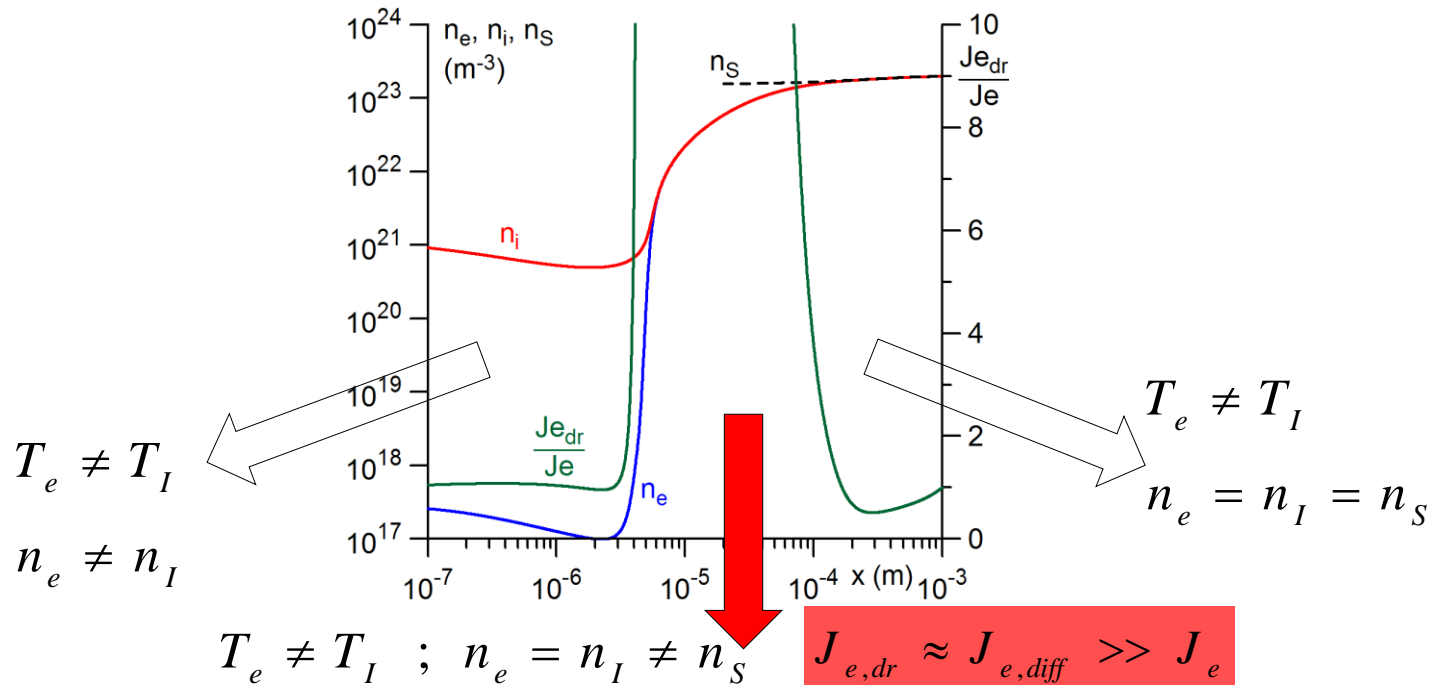 10^24
n_e, n_i, n_S
(m^-3)
10
n_S
Je_dr
Je
10^23
8
10^22
n_i
10^21
6
10^20
4
10^19
T_e ≠ T_I
Je_dr
Je
2
T_e ≠ T_I
10^18
n_e
n_e = n_I = n_S
10^17
0
n_e ≠ n_I
10^-7 10^-6 10^-5 10^-4 x (m) 10^-3
T_e ≠ T_I ; n_e = n_I ≠ n_S J_e,dr ≈ J_e,diff >> J_e